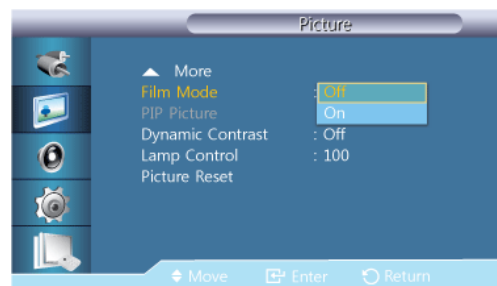 Picture
▲ More
Film Mode : Off
PIP Picture On
Dynamic Contrast : Off
Lamp Control : 100
Picture Reset
Move Enter Return